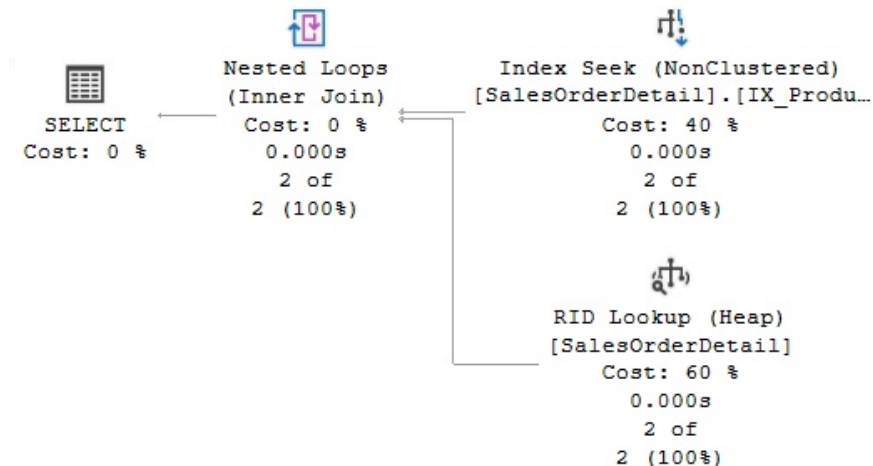 SELECT
Cost: 0 %
Nested Loops
(Inner Join)
Cost: 0 %
0.000s
2 of
2 (100%)
Index Seek (NonClustered)
[SalesOrderDetail].[IX_Produ…
Cost: 40 %
0.000s
2 of
2 (100%)
RID Lookup (Heap)
[SalesOrderDetail]
Cost: 60 %
0.000s
2 of
2 (100%)